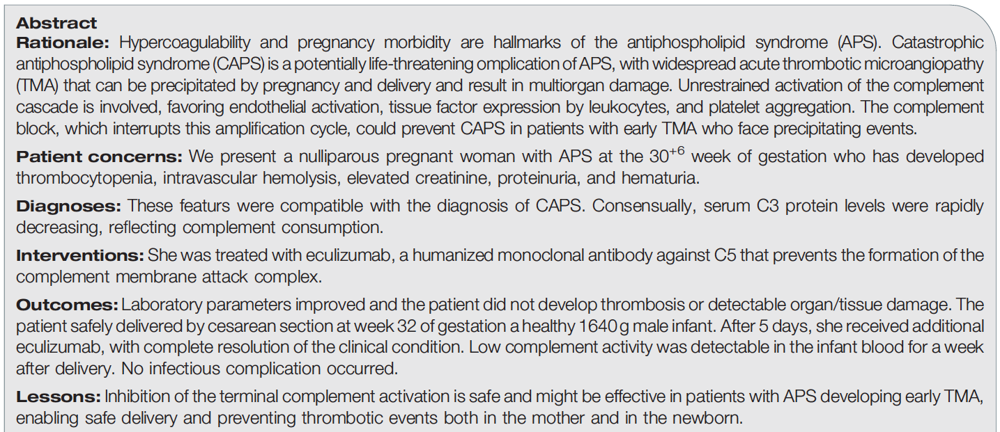 Abstract
Rationale: Hypercoagulability and pregnancy morbidity are hallmarks of the antiphospholipid syndrome (APS). Catastrophic
antiphospholipid syndrome (CAPS) is a potentially life-threatening omplication of APS, with widespread acute thrombotic microangiopathy
(TMA) that can be precipitated by pregnancy and delivery and result in multiorgan damage. Unrestrained activation of the complement
cascade is involved, favoring endothelial activation, tissue factor expression by leukocytes, and platelet aggregation. The complement
block, which interrupts this amplification cycle, could prevent CAPS in patients with early TMA who face precipitating events.
Patient concerns: We present a nulliparous pregnant woman with APS at the 30+6 week of gestation who has developed
thrombocytopenia, intravascular hemolysis, elevated creatinine, proteinuria, and hematuria.
Diagnoses: These featurs were compatible with the diagnosis of CAPS. Consensually, serum C3 protein levels were rapidly
decreasing, reflecting complement consumption.
Interventions: She was treated with eculizumab, a humanized monoclonal antibody against C5 that prevents the formation of the
complement membrane attack complex.
Outcomes: Laboratory parameters improved and the patient did not develop thrombosis or detectable organ/tissue damage. The
patient safely delivered by cesarean section at week 32 of gestation a healthy 1640 g male infant. After 5 days, she received additional
eculizumab, with complete resolution of the clinical condition. Low complement activity was detectable in the infant blood for a week
after delivery. No infectious complication occurred.
Lessons: Inhibition of the terminal complement activation is safe and might be effective in patients with APS developing early TMA,
enabling safe delivery and preventing thrombotic events both in the mother and in the newborn.